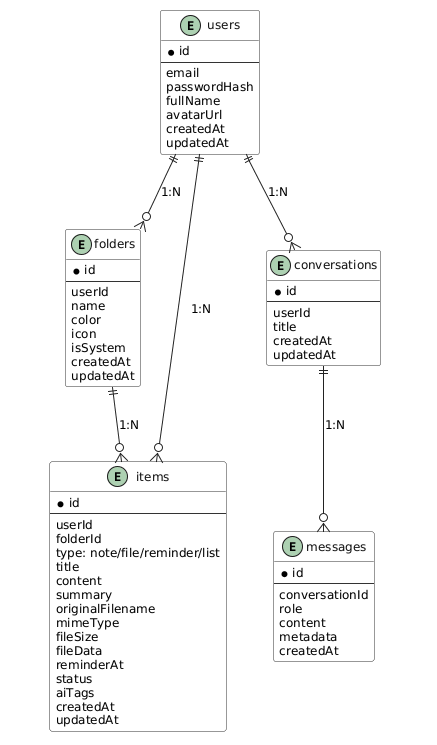 E users
* id
email
passwordHash
fullName
avatarUrl
createdAt
updatedAt
1:N
1:N
1:N
E folders
* id
userId
name
color
icon
isSystem
createdAt
updatedAt
E conversations
* id
userId
title
createdAt
updatedAt
1:N
1:N
E items
* id
userId
folderId
type: note/file/reminder/list
title
content
summary
originalFilename
mimeType
fileSize
fileData
reminderAt
status
aiTags
createdAt
updatedAt
E messages
* id
conversationId
role
content
metadata
createdAt